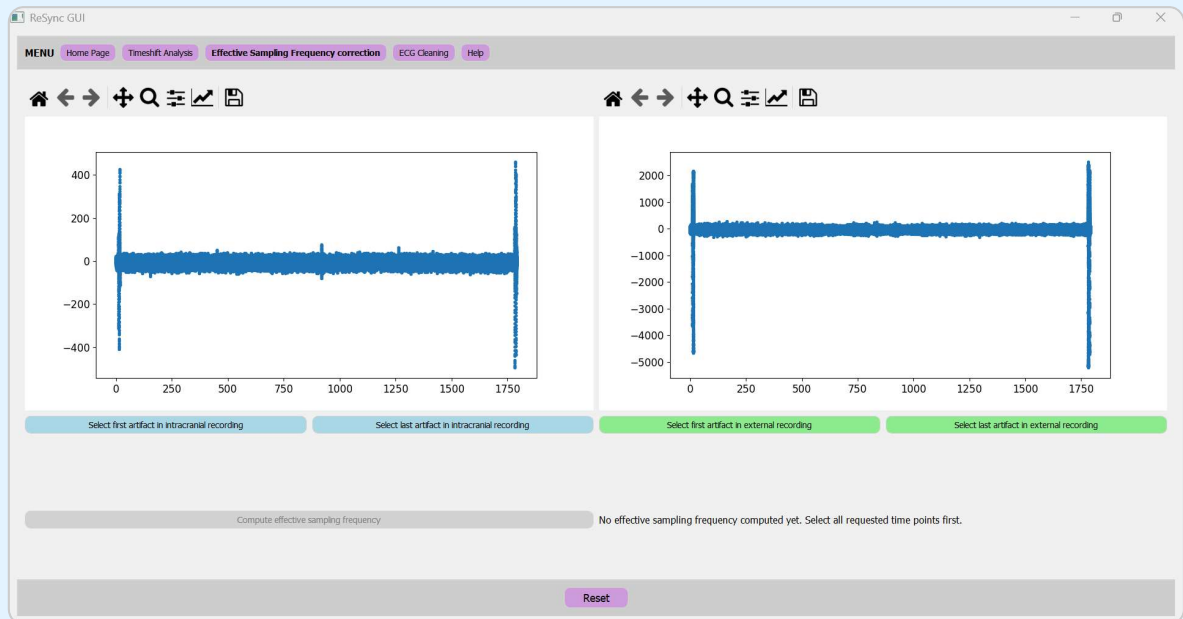 ReSync GUI
MENU Home Page Timeshift Analysis Effective Sampling Frequency correction ECG Cleaning Help
400
200
0
−200
−400
0 250 500 750 1000 1250 1500 1750
2000
1000
0
−1000
−2000
−3000
−4000
−5000
0 250 500 750 1000 1250 1500 1750
Select first artifact in intracranial recording Select last artifact in intracranial recording Select first artifact in external recording Select last artifact in external recording
Compute effective sampling frequency No effective sampling frequency computed yet. Select all requested time points first.
Reset